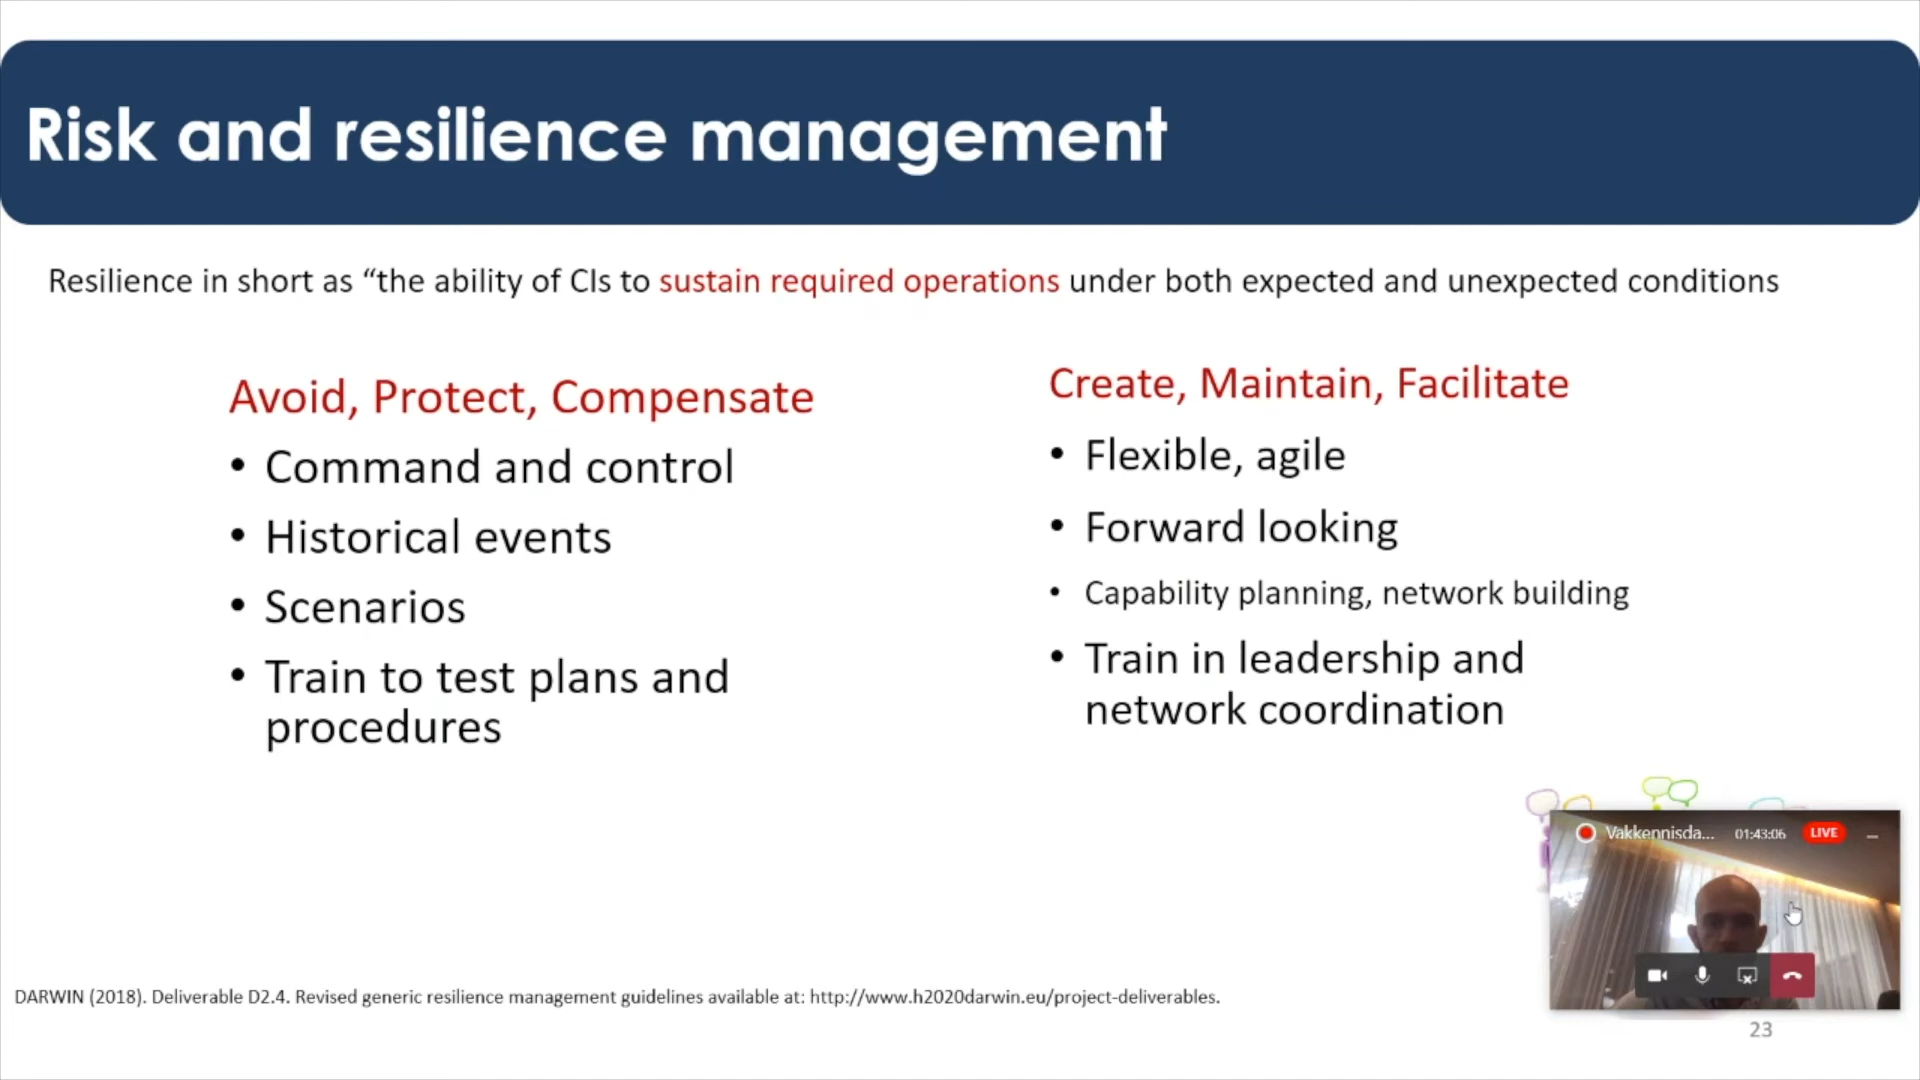 Risk and resilience management
Resilience in short as “the ability of CIs to sustain required operations under both expected and unexpected conditions
Avoid, Protect, Compensate
• Command and control
• Historical events
• Scenarios
• Train to test plans and
procedures
Create, Maintain, Facilitate
• Flexible, agile
• Forward looking
• Capability planning, network building
• Train in leadership and
network coordination
Vakkennisda... 01:43:06 LIVE
DARWIN (2018). Deliverable D2.4. Revised generic resilience management guidelines available at: http://www.h2020darwin.eu/project-deliverables.
23